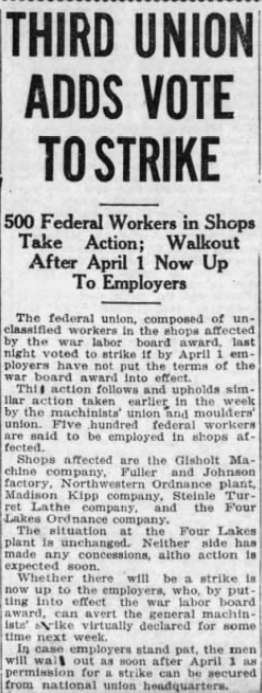 THIRD UNION
ADDS VOTE
TO STRIKE
500 Federal Workers in Shops
Take Action; Walkout
After April 1 Now Up
To Employers
The federal union, composed of un-
classified workers in the shops affected
by the war labor board award, last
night voted to strike if by April 1 em-
ployers have not put the terms of the
war board award into effect.
This action follows and upholds sim-
ilar action taken earlier in the week
by the machinists' union and moulders'
union. Five hundred federal workers
are said to be employed in shops af-
fected.
Shops affected are the Gisholt Ma-
chine company, Fuller and Johnson
factory, Northwestern Ordnance plant,
Madison Kipp company, Steinle Tur-
ret Lathe company, and the Four
Lakes Ordnance company.
The situation at the Four Lakes
plant is unchanged. Neither side has
made any concessions, altho action is
expected soon.
Whether there will be a strike is
now up to the employers, who, by put-
ting into effect the war labor board
award, can avert the general machin-
ists' strike virtually declared for some
time next week.
In case employers stand pat, the men
will walk out as soon after April 1 as
permission for a strike can be secured
from national union headquarters.